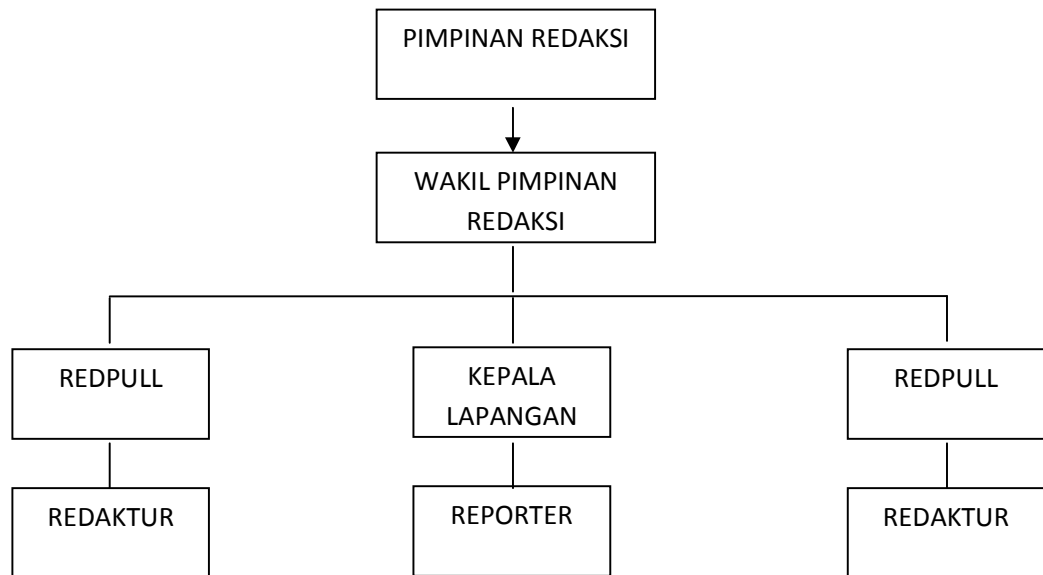 PIMPINAN REDAKSI
WAKIL PIMPINAN
REDAKSI
REDPULL
KEPALA
LAPANGAN
REDPULL
REDAKTUR
REPORTER
REDAKTUR